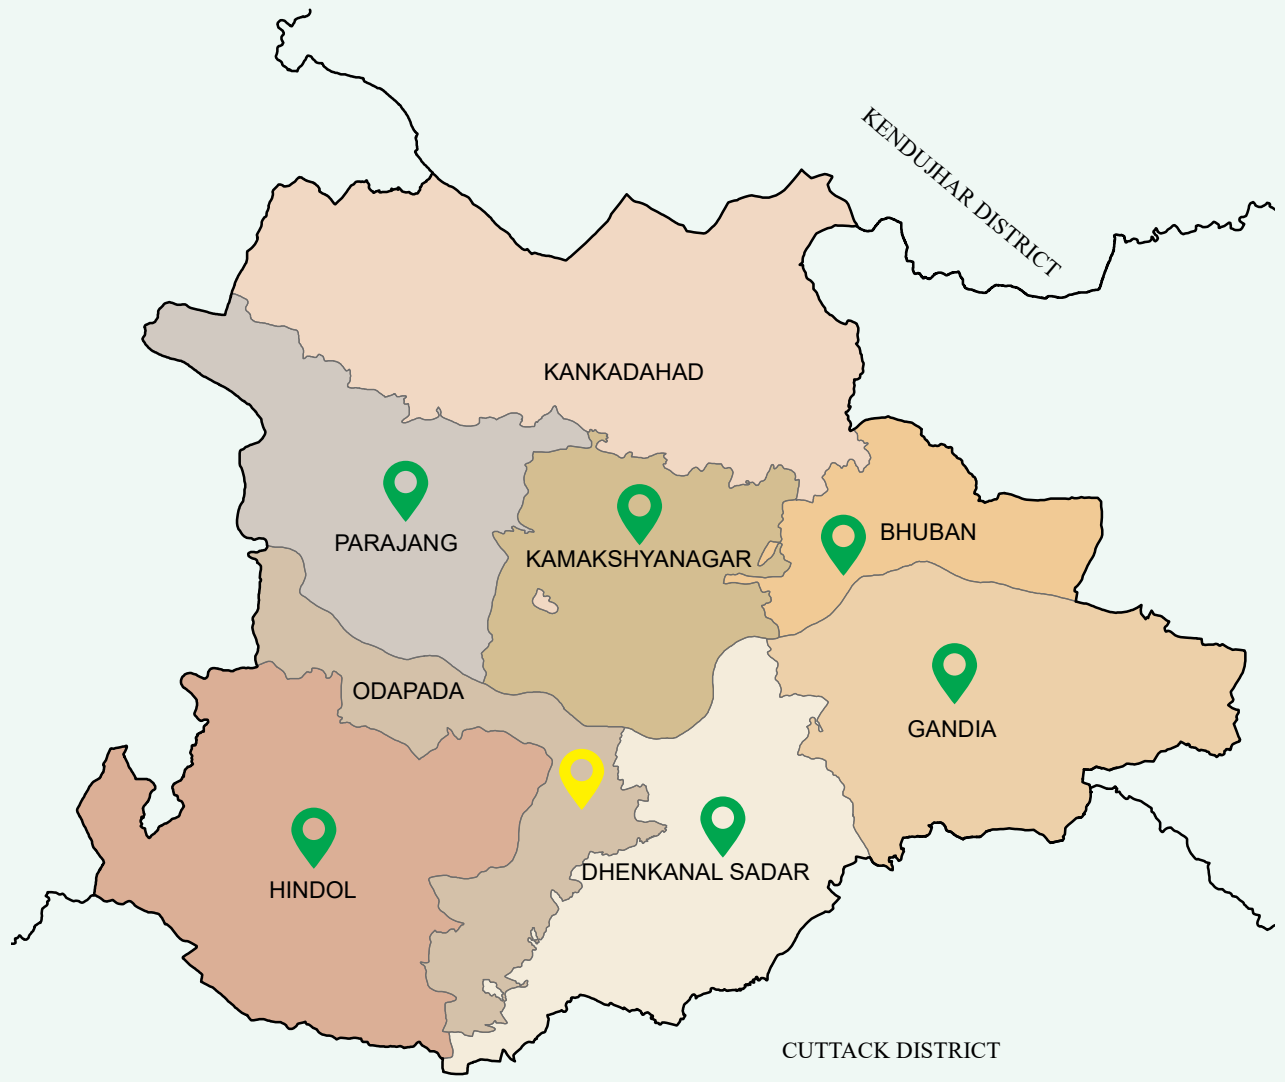 KENDUJHAR DISTRICT
KANKADAHAD
BHUBAN
PARAJANG
KAMAKSHYANAGAR
ODAPADA
GANDIA
DHENKANAL SADAR
HINDOL
CUTTACK DISTRICT